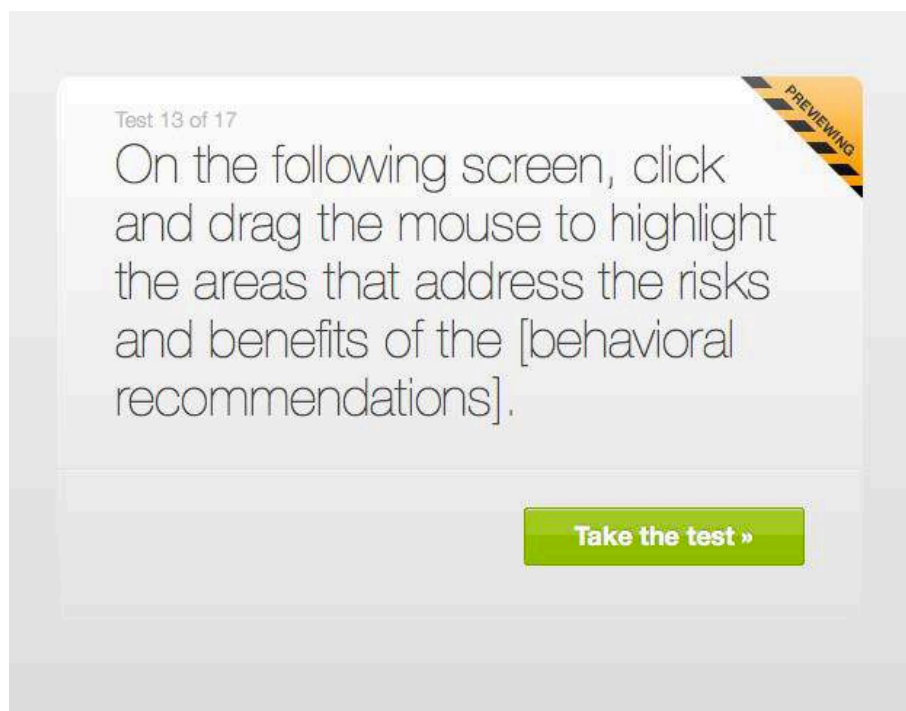 Test 13 of 17
PREVIEWING
On the following screen, click
and drag the mouse to highlight
the areas that address the risks
and benefits of the [behavioral
recommendations].
Take the test »